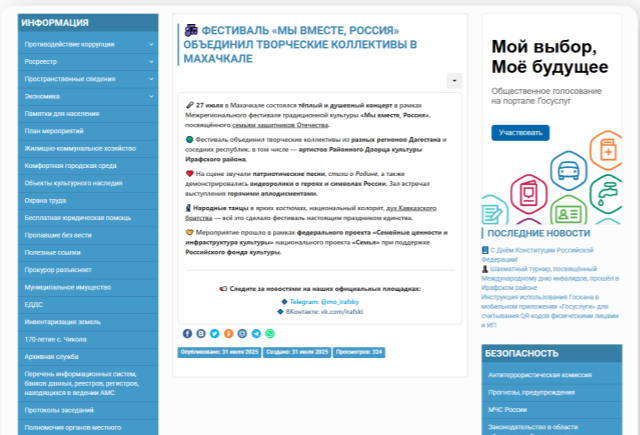 ИНФОРМАЦИЯ
Противодействие коррупции
Росреестр
Пространственные сведения
Экономика
Памятки для населения
План мероприятий
Жилищно-коммунальное хозяйство
Комфортная городская среда
Объекты культурного наследия
Охрана труда
Бесплатная юридическая помощь
Пропавшие без вести
Полезные ссылки
Прокурор разъясняет
Муниципальное имущество
ЕДДС
Инвентаризация земель
170-летие с. Чикола
Архивная служба
Перечень информационных систем,
банков данных, реестров, регистров,
находящихся в ведении АМС
Протоколы заседаний
Полномочия органов местного
ФЕСТИВАЛЬ «МЫ ВМЕСТЕ, РОССИЯ»
ОБЪЕДИНИЛ ТВОРЧЕСКИЕ КОЛЛЕКТИВЫ В
МАХАЧКАЛЕ
27 июля в Махачкале состоялся тёплый и душевный концерт в рамках
Межрегионального фестиваля традиционной культуры «Мы вместе, Россия»,
посвящённого семьям защитников Отечества.
Фестиваль объединил творческие коллективы из разных регионов Дагестана и
соседних республик, в том числе — артистов Районного Дворца культуры
Ирафского района.
На сцене звучали патриотические песни, стихи о Родине, а также
демонстрировались видеоролики о героях и символах России. Зал встречал
выступления горячими аплодисментами.
Народные танцы в ярких костюмах, национальный колорит, дух Кавказского
братства — всё это сделало фестиваль настоящим праздником единства.
Мероприятие прошло в рамках федерального проекта «Семейные ценности и
инфраструктура культуры» национального проекта «Семья» при поддержке
Российского фонда культуры.
Следите за новостями на наших официальных площадках:
Telegram: @mo_irafsky
ВКонтакте: vk.com/irafski
Опубликовано: 31 июля 2025
Создано: 31 июля 2025
Просмотров: 324
Мой выбор,
Моё будущее
Общественное голосование
на портале Госуслуг
Участвовать
ПОСЛЕДНИЕ НОВОСТИ
С Днём Конституции Российской
Федерации!
Шахматный турнир, посвящённый
Международному дню инвалидов, прошёл в
Ирафском районе
Инструкция использования Госкана в
мобильном приложении «Госуслуги» для
считывания QR-кодов физическими лицами
и ИП
БЕЗОПАСНОСТЬ
Антитеррористическая комиссия
Прогнозы, предупреждения
МЧС России
Законодательство в области